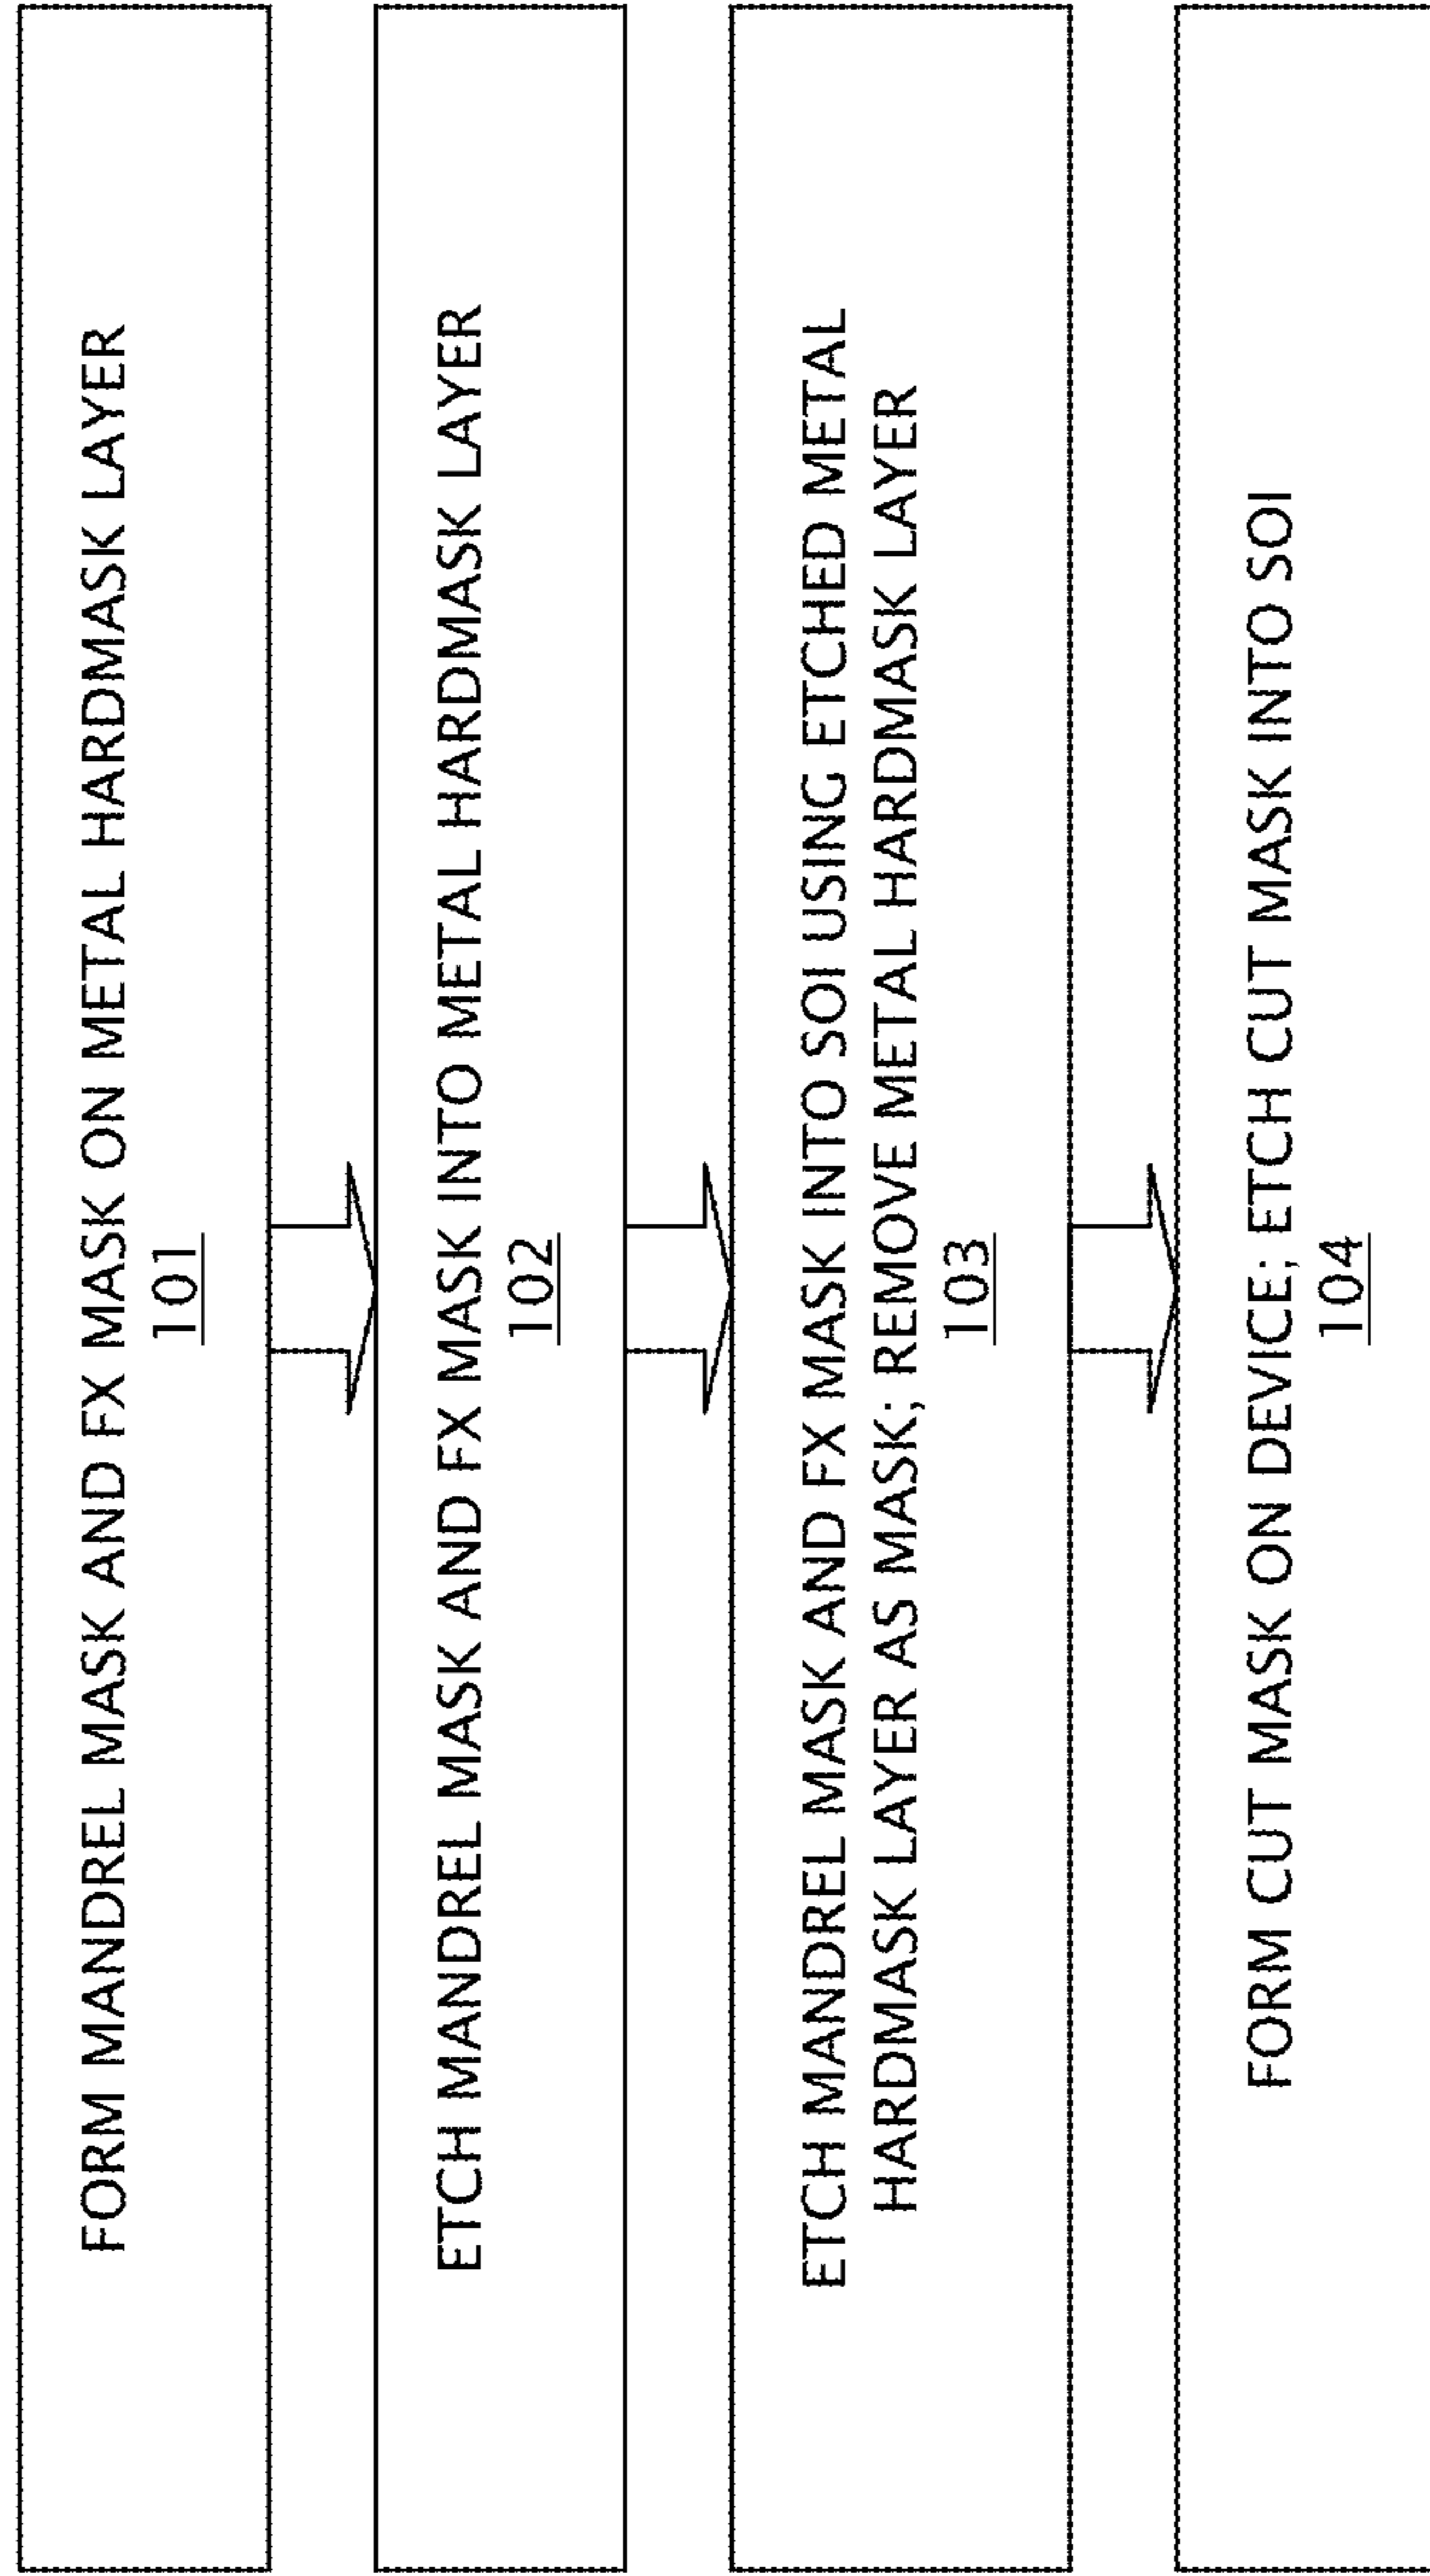 FORM MANDREL MASK AND FX MASK ON METAL HARDMASK LAYER
101
ETCH MANDREL MASK AND FX MASK INTO METAL HARDMASK LAYER
102
ETCH MANDREL MASK AND FX MASK INTO SOI USING ETCHED METAL
HARDMASK LAYER AS MASK; REMOVE METAL HARDMASK LAYER
103
FORM CUT MASK ON DEVICE; ETCH CUT MASK INTO SOI
104